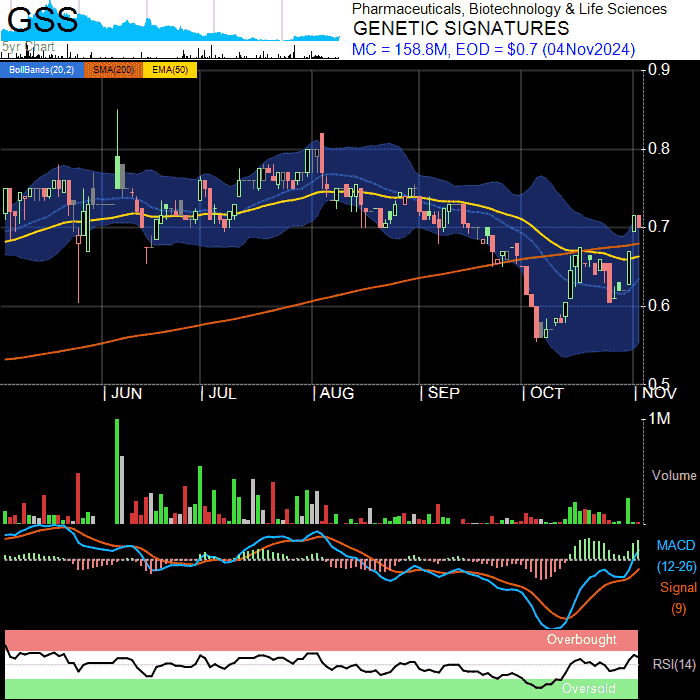 GSS
Pharmaceuticals, Biotechnology & Life Sciences
GENETIC SIGNATURES
5yr Chart
MC = 158.8M, EOD = $0.7 (04Nov2024)
BollBands(20,2) SMA(200) EMA(50)
0.9
0.8
0.7
0.6
0.5
JUN JUL AUG SEP OCT NOV
1M
Volume
MACD
(12-26)
Signal
(9)
Overbought
RSI(14)
Oversold